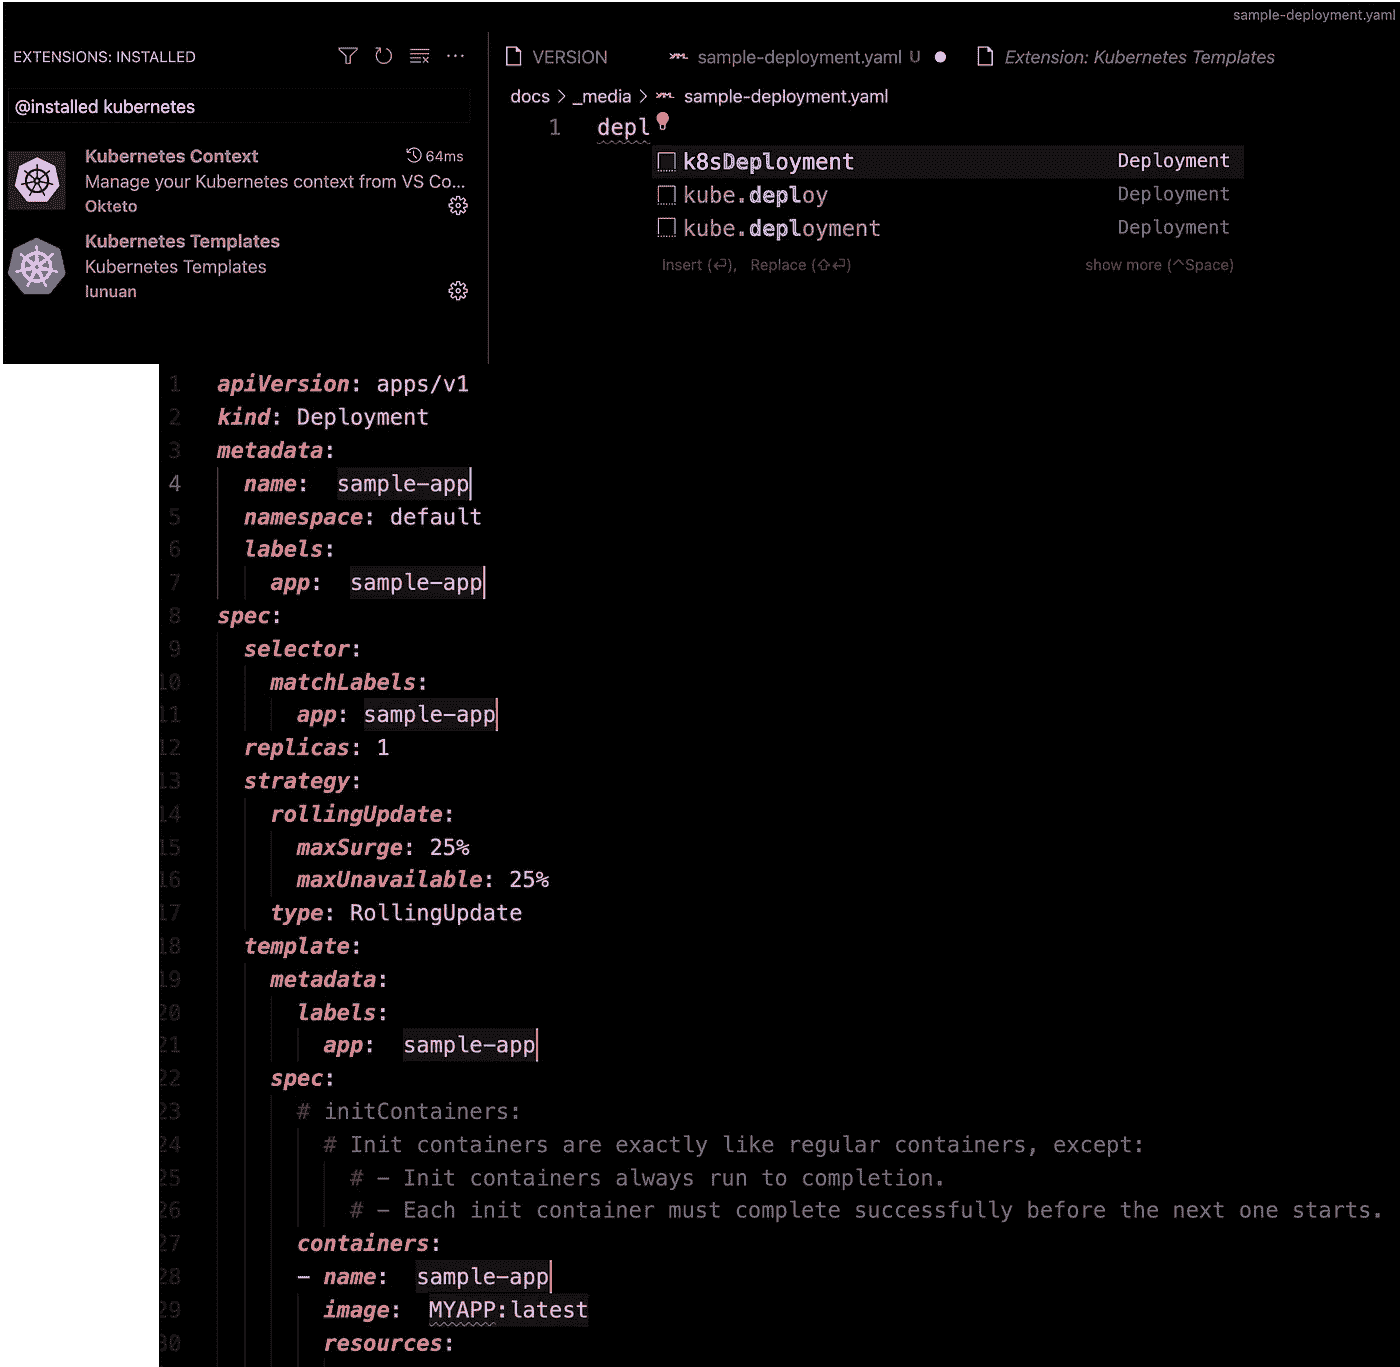 sample-deployment.yaml
EXTENSIONS: INSTALLED
VERSION
sample-deployment.yaml U
Extension: Kubernetes Templates
@installed kubernetes
docs > _media > sample-deployment.yaml
1 depl
Kubernetes Context 64ms
Manage your Kubernetes context from VS Co...
Okteto
Kubernetes Templates
Kubernetes Templates
lunuan
k8sDeployment Deployment
kube.deploy Deployment
kube.deployment Deployment
Insert (⏎), Replace (⇧⏎) show more (^Space)
1 apiVersion: apps/v1
2 kind: Deployment
3 metadata:
4 name: sample-app
5 namespace: default
6 labels:
7 app: sample-app
8 spec:
9 selector:
10 matchLabels:
11 app: sample-app
12 replicas: 1
13 strategy:
14 rollingUpdate:
15 maxSurge: 25%
16 maxUnavailable: 25%
17 type: RollingUpdate
18 template:
19 metadata:
20 labels:
21 app: sample-app
22 spec:
23 # initContainers:
24 # Init containers are exactly like regular containers, except:
25 # - Init containers always run to completion.
26 # - Each init container must complete successfully before the next one starts.
27 containers:
28 - name: sample-app
29 image: MYAPP:latest
30 resources: